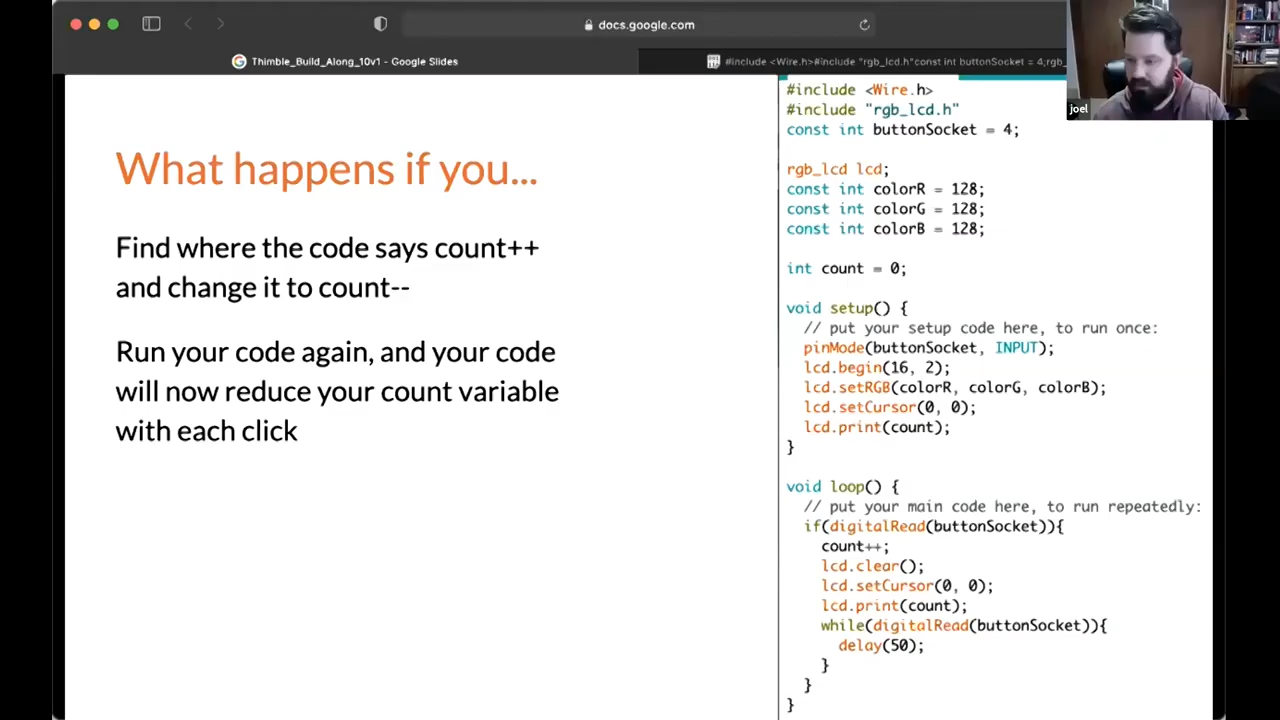 docs.google.com
Thimble_Build_Along_10v1 - Google Slides
#include <Wire.h>#include "rgb_lcd.h"const int buttonSocket = 4;rgb_
joel
What happens if you...
Find where the code says count++
and change it to count--
Run your code again, and your code
will now reduce your count variable
with each click
#include <Wire.h>
#include "rgb_lcd.h"
const int buttonSocket = 4;
rgb_lcd lcd;
const int colorR = 128;
const int colorG = 128;
const int colorB = 128;
int count = 0;
void setup() {
// put your setup code here, to run once:
pinMode(buttonSocket, INPUT);
lcd.begin(16, 2);
lcd.setRGB(colorR, colorG, colorB);
lcd.setCursor(0, 0);
lcd.print(count);
}
void loop() {
// put your main code here, to run repeatedly:
if(digitalRead(buttonSocket)){
count++;
lcd.clear();
lcd.setCursor(0, 0);
lcd.print(count);
while(digitalRead(buttonSocket)){
delay(50);
}
}
}